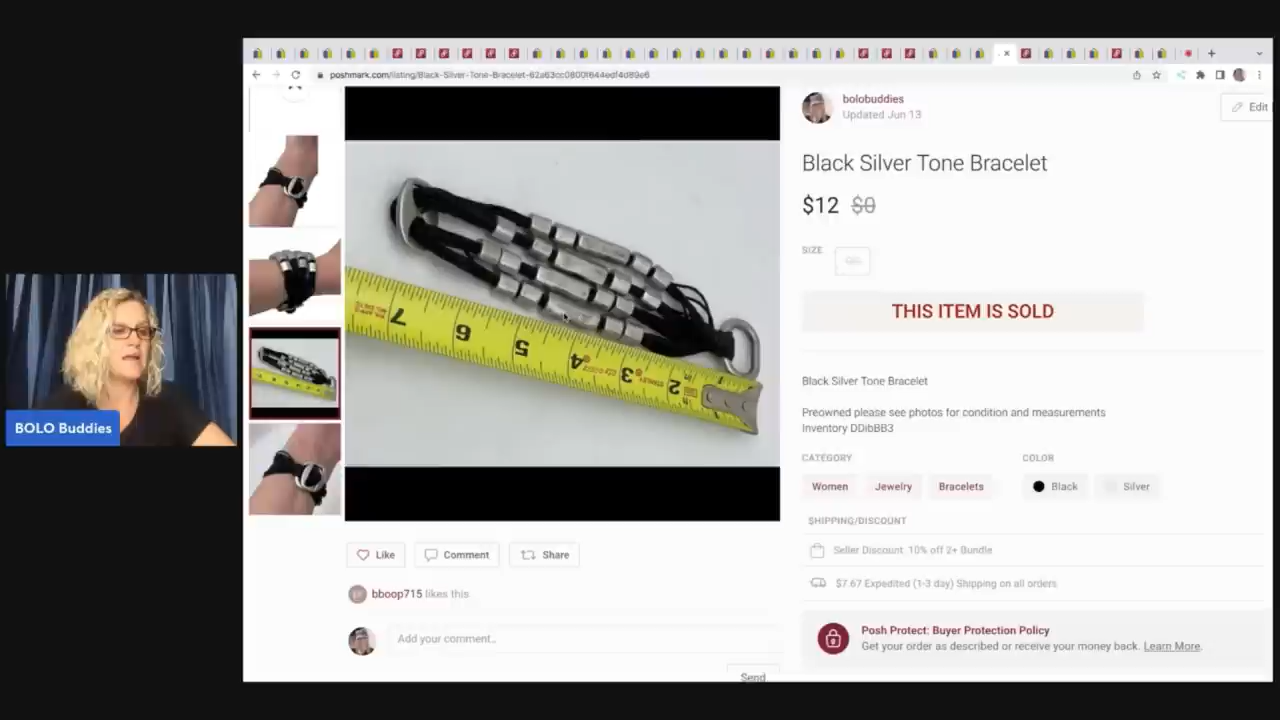 poshmark.com/listing/Black-Silver-Tone-Bracelet-62a63cc0800f644edf4d89e6
bolobuddies
Updated Jun 13
Edit
Black Silver Tone Bracelet
$12 $0
SIZE
OS
THIS ITEM IS SOLD
7 6 5 4 3 2
Black Silver Tone Bracelet
Preowned please see photos for condition and measurements
Inventory DDibBB3
CATEGORY
COLOR
Women
Jewelry
Bracelets
Black
Silver
SHIPPING/DISCOUNT
Seller Discount: 10% off 2+ Bundle
$7.67 Expedited (1-3 day) Shipping on all orders
Like
Comment
Share
bboop715 likes this
Add your comment..
Send
Posh Protect: Buyer Protection Policy
Get your order as described or receive your money back. Learn More.
BOLO Buddies